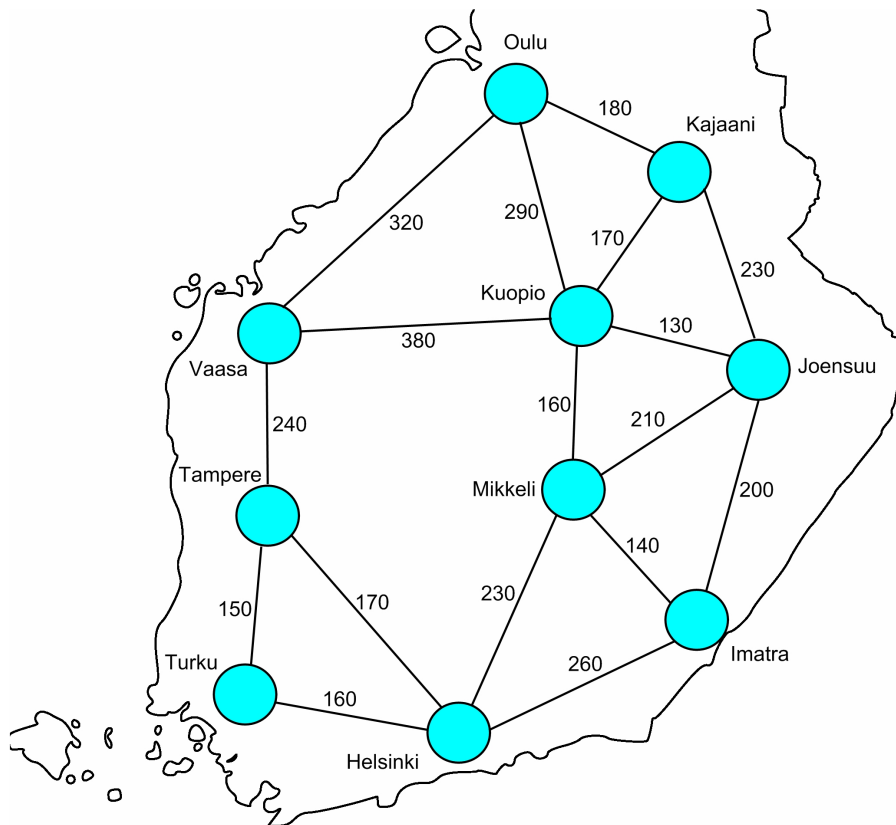 Oulu
180
Kajaani
320
290
170
230
Kuopio
130
380
Vaasa
Joensuu
160
210
240
Tampere
Mikkeli
200
140
150
170
230
Turku
Imatra
260
160
Helsinki